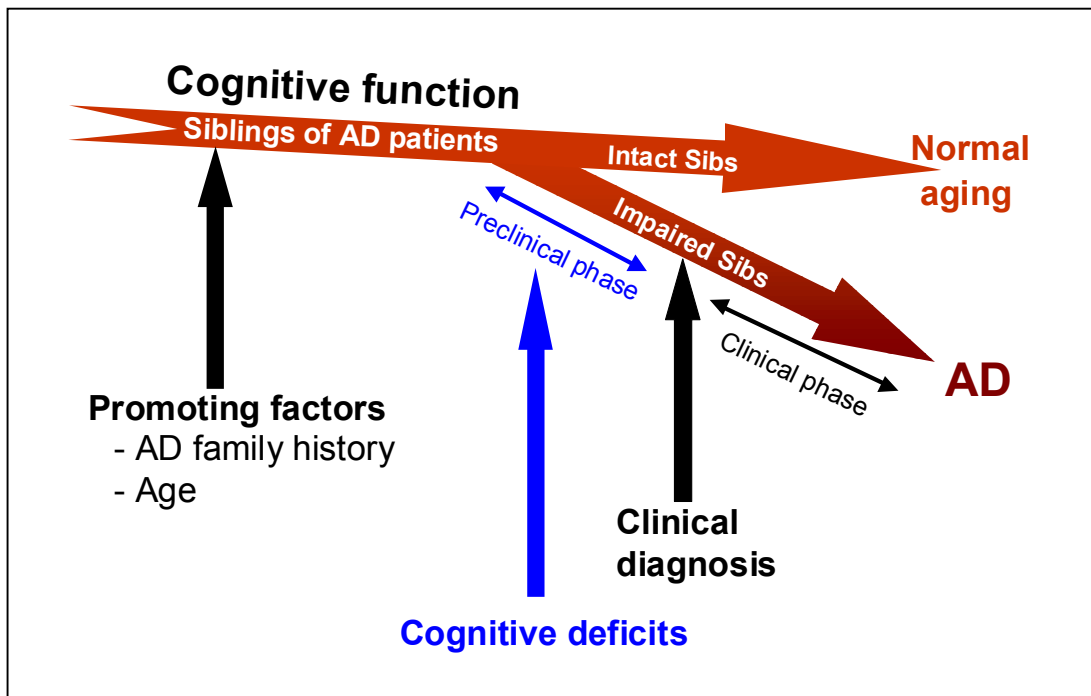 Cognitive function
Siblings of AD patients
Intact Sibs
Normal
aging
Impaired Sibs
Preclinical phase
Clinical phase
AD
Promoting factors
- AD family history
- Age
Clinical
diagnosis
Cognitive deficits